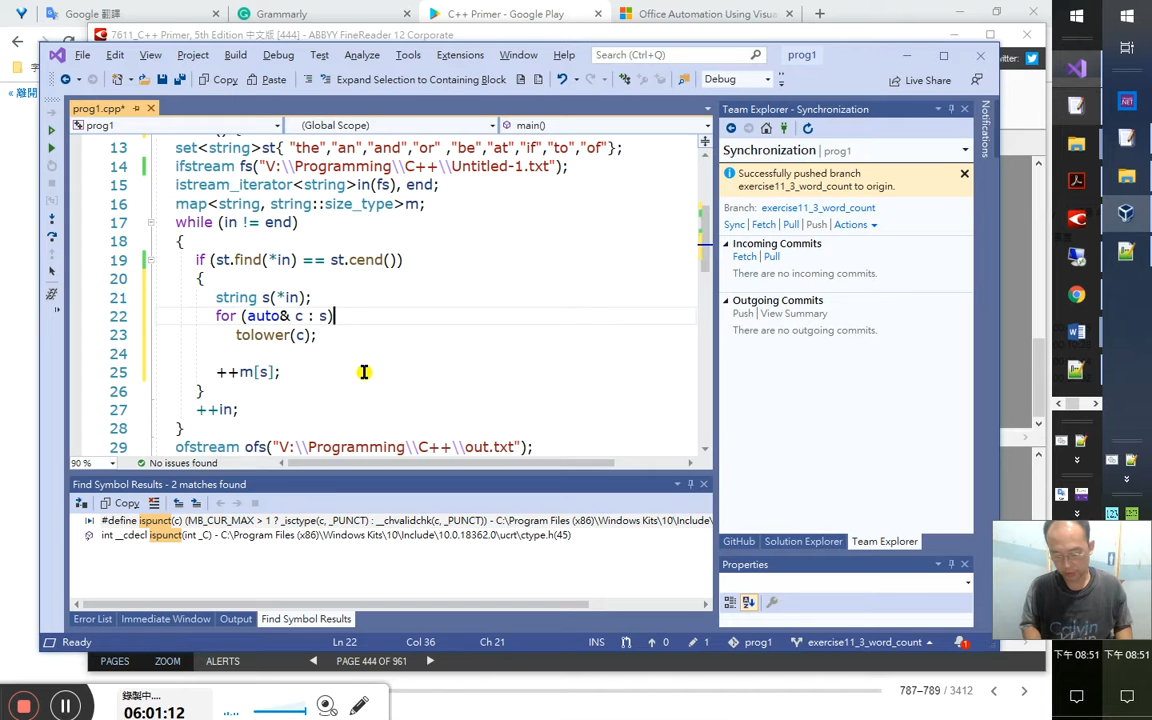 Google 翻譯
Grammarly
C++ Primer - Google Play
Office Automation Using Visua
7611_C++ Primer, 5th Edition 中文版 [444] - ABBYY FineReader 12 Corporate
File Edit View Project Build Debug Test Analyze Tools Extensions Window Help Search (Ctrl+Q) prog1
Copy Paste Expand Selection to Containing Block Debug Live Share
« 離開
prog1.cpp*
prog1 (Global Scope) main()
13 set<string>st{ "the","an","and","or" ,"be","at","if","to","of"};
14 ifstream fs("V:\\Programming\\C++\\Untitled-1.txt");
15 istream_iterator<string>in(fs), end;
16 map<string, string::size_type>m;
17 while (in != end)
18 {
19 if (st.find(*in) == st.cend())
20 {
21 string s(*in);
22 for (auto& c : s)
23 tolower(c);
24
25 ++m[s];
26 }
27 ++in;
28 }
29 ofstream ofs("V:\\Programming\\C++\\out.txt");
90 % No issues found
Find Symbol Results - 2 matches found
Copy
#define ispunct(c) (MB_CUR_MAX > 1 ? _isctype(c, _PUNCT) : __chvalidchk(c, _PUNCT)) - C:\Program Files (x86)\Windows Kits\10\Include\
int __cdecl ispunct(int _C) - C:\Program Files (x86)\Windows Kits\10\Include\10.0.18362.0\ucrt\ctype.h(45)
Error List Immediate Window Output Find Symbol Results
Ready Ln 22 Col 36 Ch 21 INS 0 1 prog1 exercise11_3_word_count
Team Explorer - Synchronization
Synchronization | prog1
Successfully pushed branch
exercise11_3_word_count to origin.
Branch: exercise11_3_word_count
Sync | Fetch | Pull | Push | Actions
Incoming Commits
Fetch | Pull
There are no incoming commits.
Outgoing Commits
Push | View Summary
There are no outgoing commits.
GitHub Solution Explorer Team Explorer
Properties
Notifications
witter:
PAGES ZOOM ALERTS PAGE 444 OF 961
787–789 / 3412
錄製中....
06:01:12
下午 08:51
下午 08:51